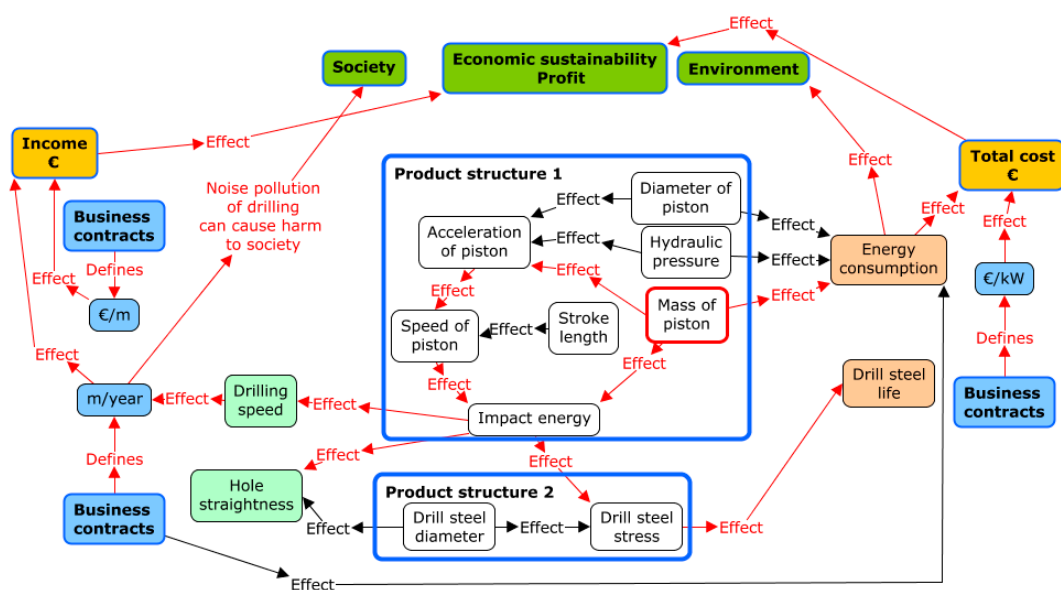 Effect
Society
Economic sustainability
Profit
Environment
Income
€
Effect
Total cost
€
Effect
Noise pollution
of drilling
can cause harm
to society
Product structure 1
Effect
Diameter of
piston
Effect
Business
contracts
Acceleration
of piston
Effect
Hydraulic
pressure
Effect
Energy
consumption
Effect
Defines
Effect
Effect
Effect
Effect
€/kW
€/m
Speed of
piston
Effect
Stroke
length
Mass of
piston
Effect
Defines
Effect
Effect
Effect
Drill steel
life
m/year
Effect
Drilling
speed
Effect
Impact energy
Business
contracts
Defines
Effect
Effect
Hole
straightness
Product structure 2
Business
contracts
Effect
Drill steel
diameter
Effect
Drill steel
stress
Effect
Effect